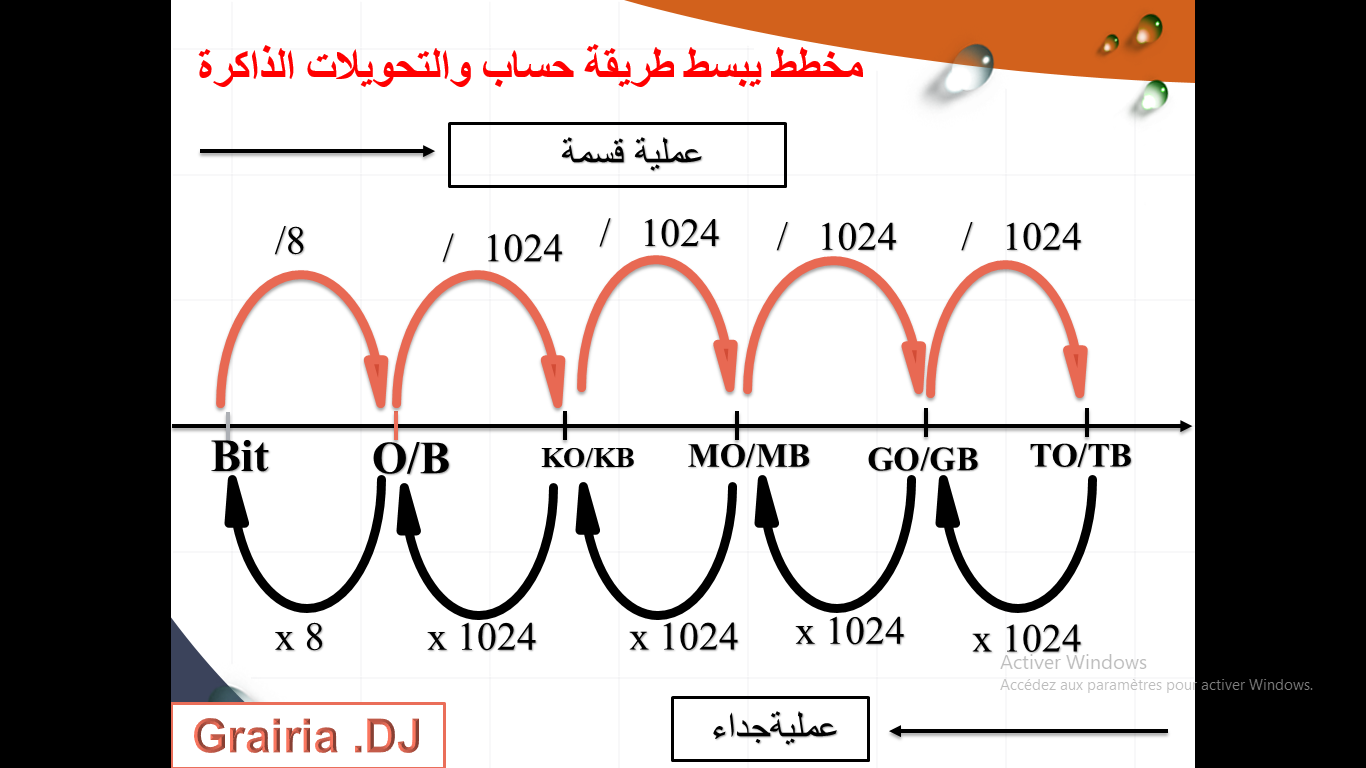 مخطط يبسط طريقة حساب والتحويلات الذاكرة
عملية قسمة
/8 / 1024 / 1024 / 1024 / 1024
Bit O/B KO/KB MO/MB GO/GB TO/TB
x 8 x 1024 x 1024 x 1024 x 1024
Activer Windows
Accédez aux paramètres pour activer Windows.
عمليةجداء
Grairia .DJ